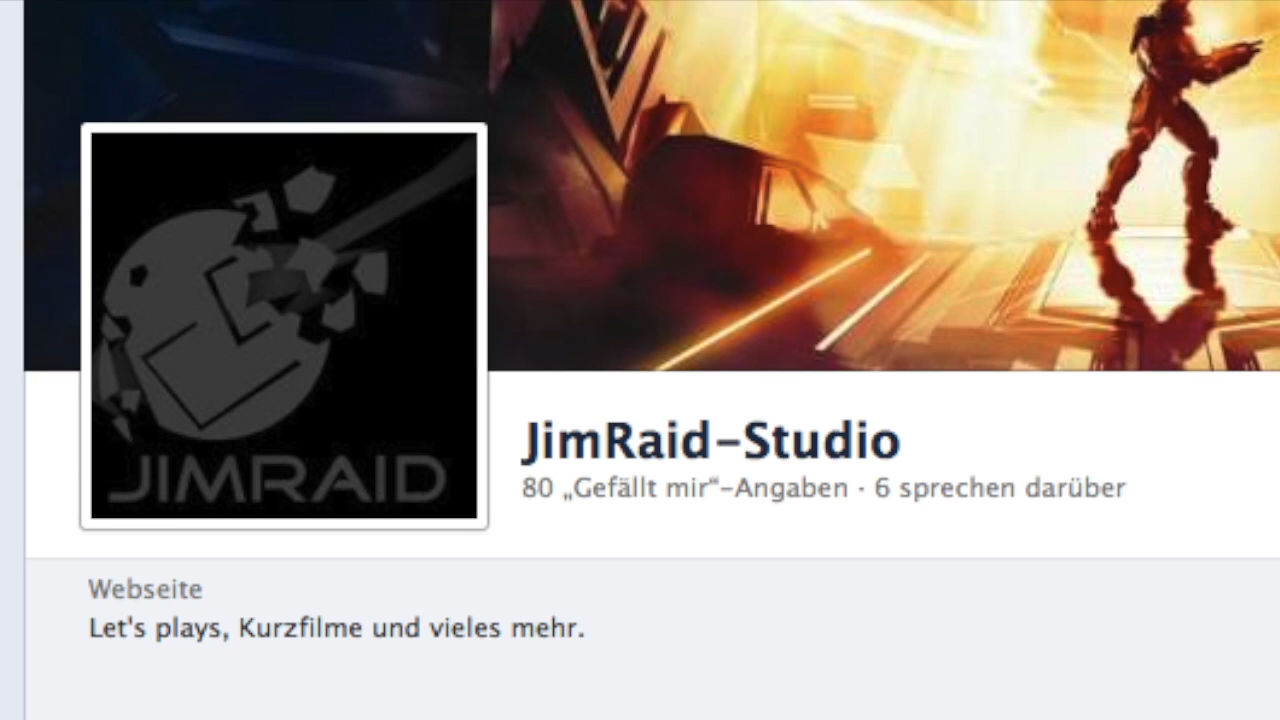 JIMRAID
JimRaid-Studio
80 „Gefällt mir“-Angaben · 6 sprechen darüber
Webseite
Let's plays, Kurzfilme und vieles mehr.